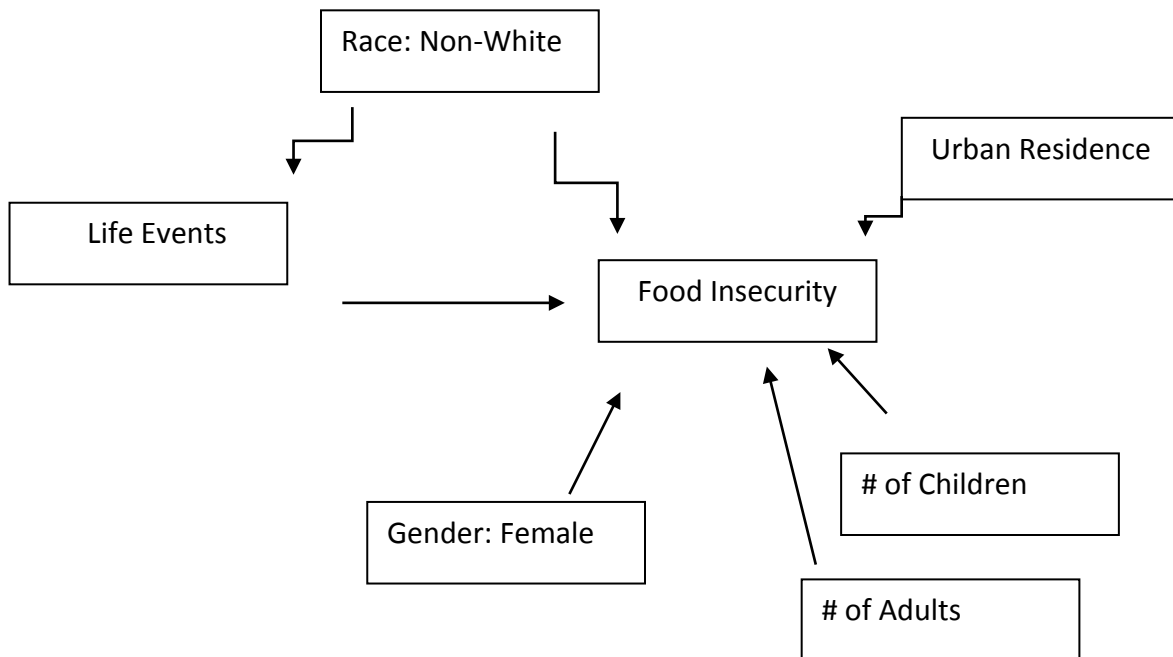 Race: Non-White
Urban Residence
Life Events
Food Insecurity
# of Children
Gender: Female
# of Adults